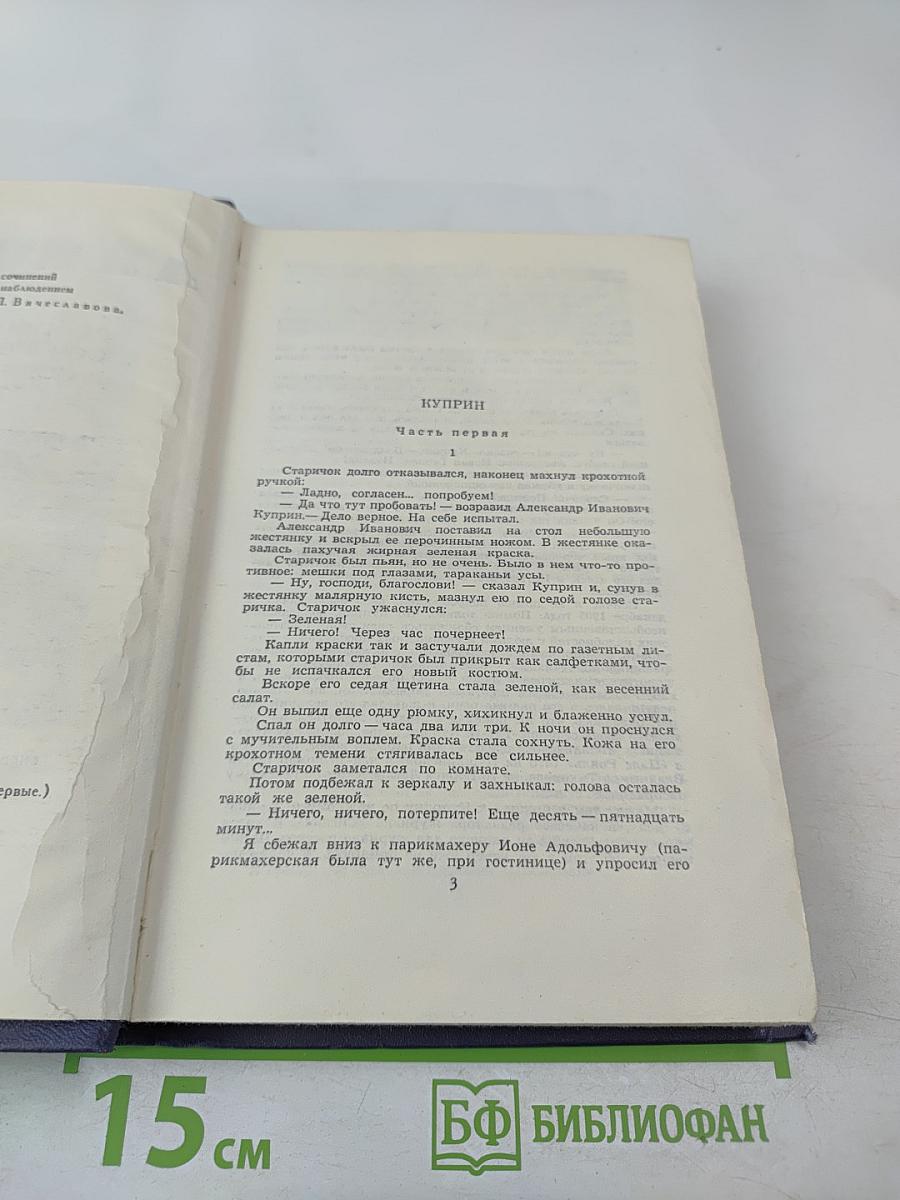 сочинений
наблюдением
Л. Вячеславова.
ервые.)
КУПРИН
Часть первая
1
Старичок долго отказывался, наконец махнул крохотной
ручкой:
— Ладно, согласен... попробуем!
— Да что тут пробовать! — возразил Александр Иванович
Куприн.— Дело верное. На себе испытал.
Александр Иванович поставил на стол небольшую
жестянку и вскрыл ее перочинным ножом. В жестянке ока-
залась пахучая жирная зеленая краска.
Старичок был пьян, но не очень. Было в нем что-то про-
тивное: мешки под глазами, тараканьи усы.
— Ну, господи, благослови! — сказал Куприн и, сунув в
жестянку малярную кисть, мазнул ею по седой голове ста-
ричка. Старичок ужаснулся:
— Зеленая!
— Ничего! Через час почернеет!
Капли краски так и застучали дождем по газетным ли-
стам, которыми старичок был прикрыт как салфетками, что-
бы не испачкался его новый костюм.
Вскоре его седая щетина стала зеленой, как весенний
салат.
Он выпил еще одну рюмку, хихикнул и блаженно уснул.
Спал он долго — часа два или три. К ночи он проснулся
с мучительным воплем. Краска стала сохнуть. Кожа на его
крохотном темени стягивалась все сильнее.
Старичок заметался по комнате.
Потом подбежал к зеркалу и захныкал: голова осталась
такой же зеленой.
— Ничего, ничего, потерпите! Еще десять — пятнадцать
минут...
Я сбежал вниз к парикмахеру Ионе Адольфовичу (па-
рикмахерская была тут же, при гостинице) и упросил его
3
15 см
БФ БИБЛИОФАН